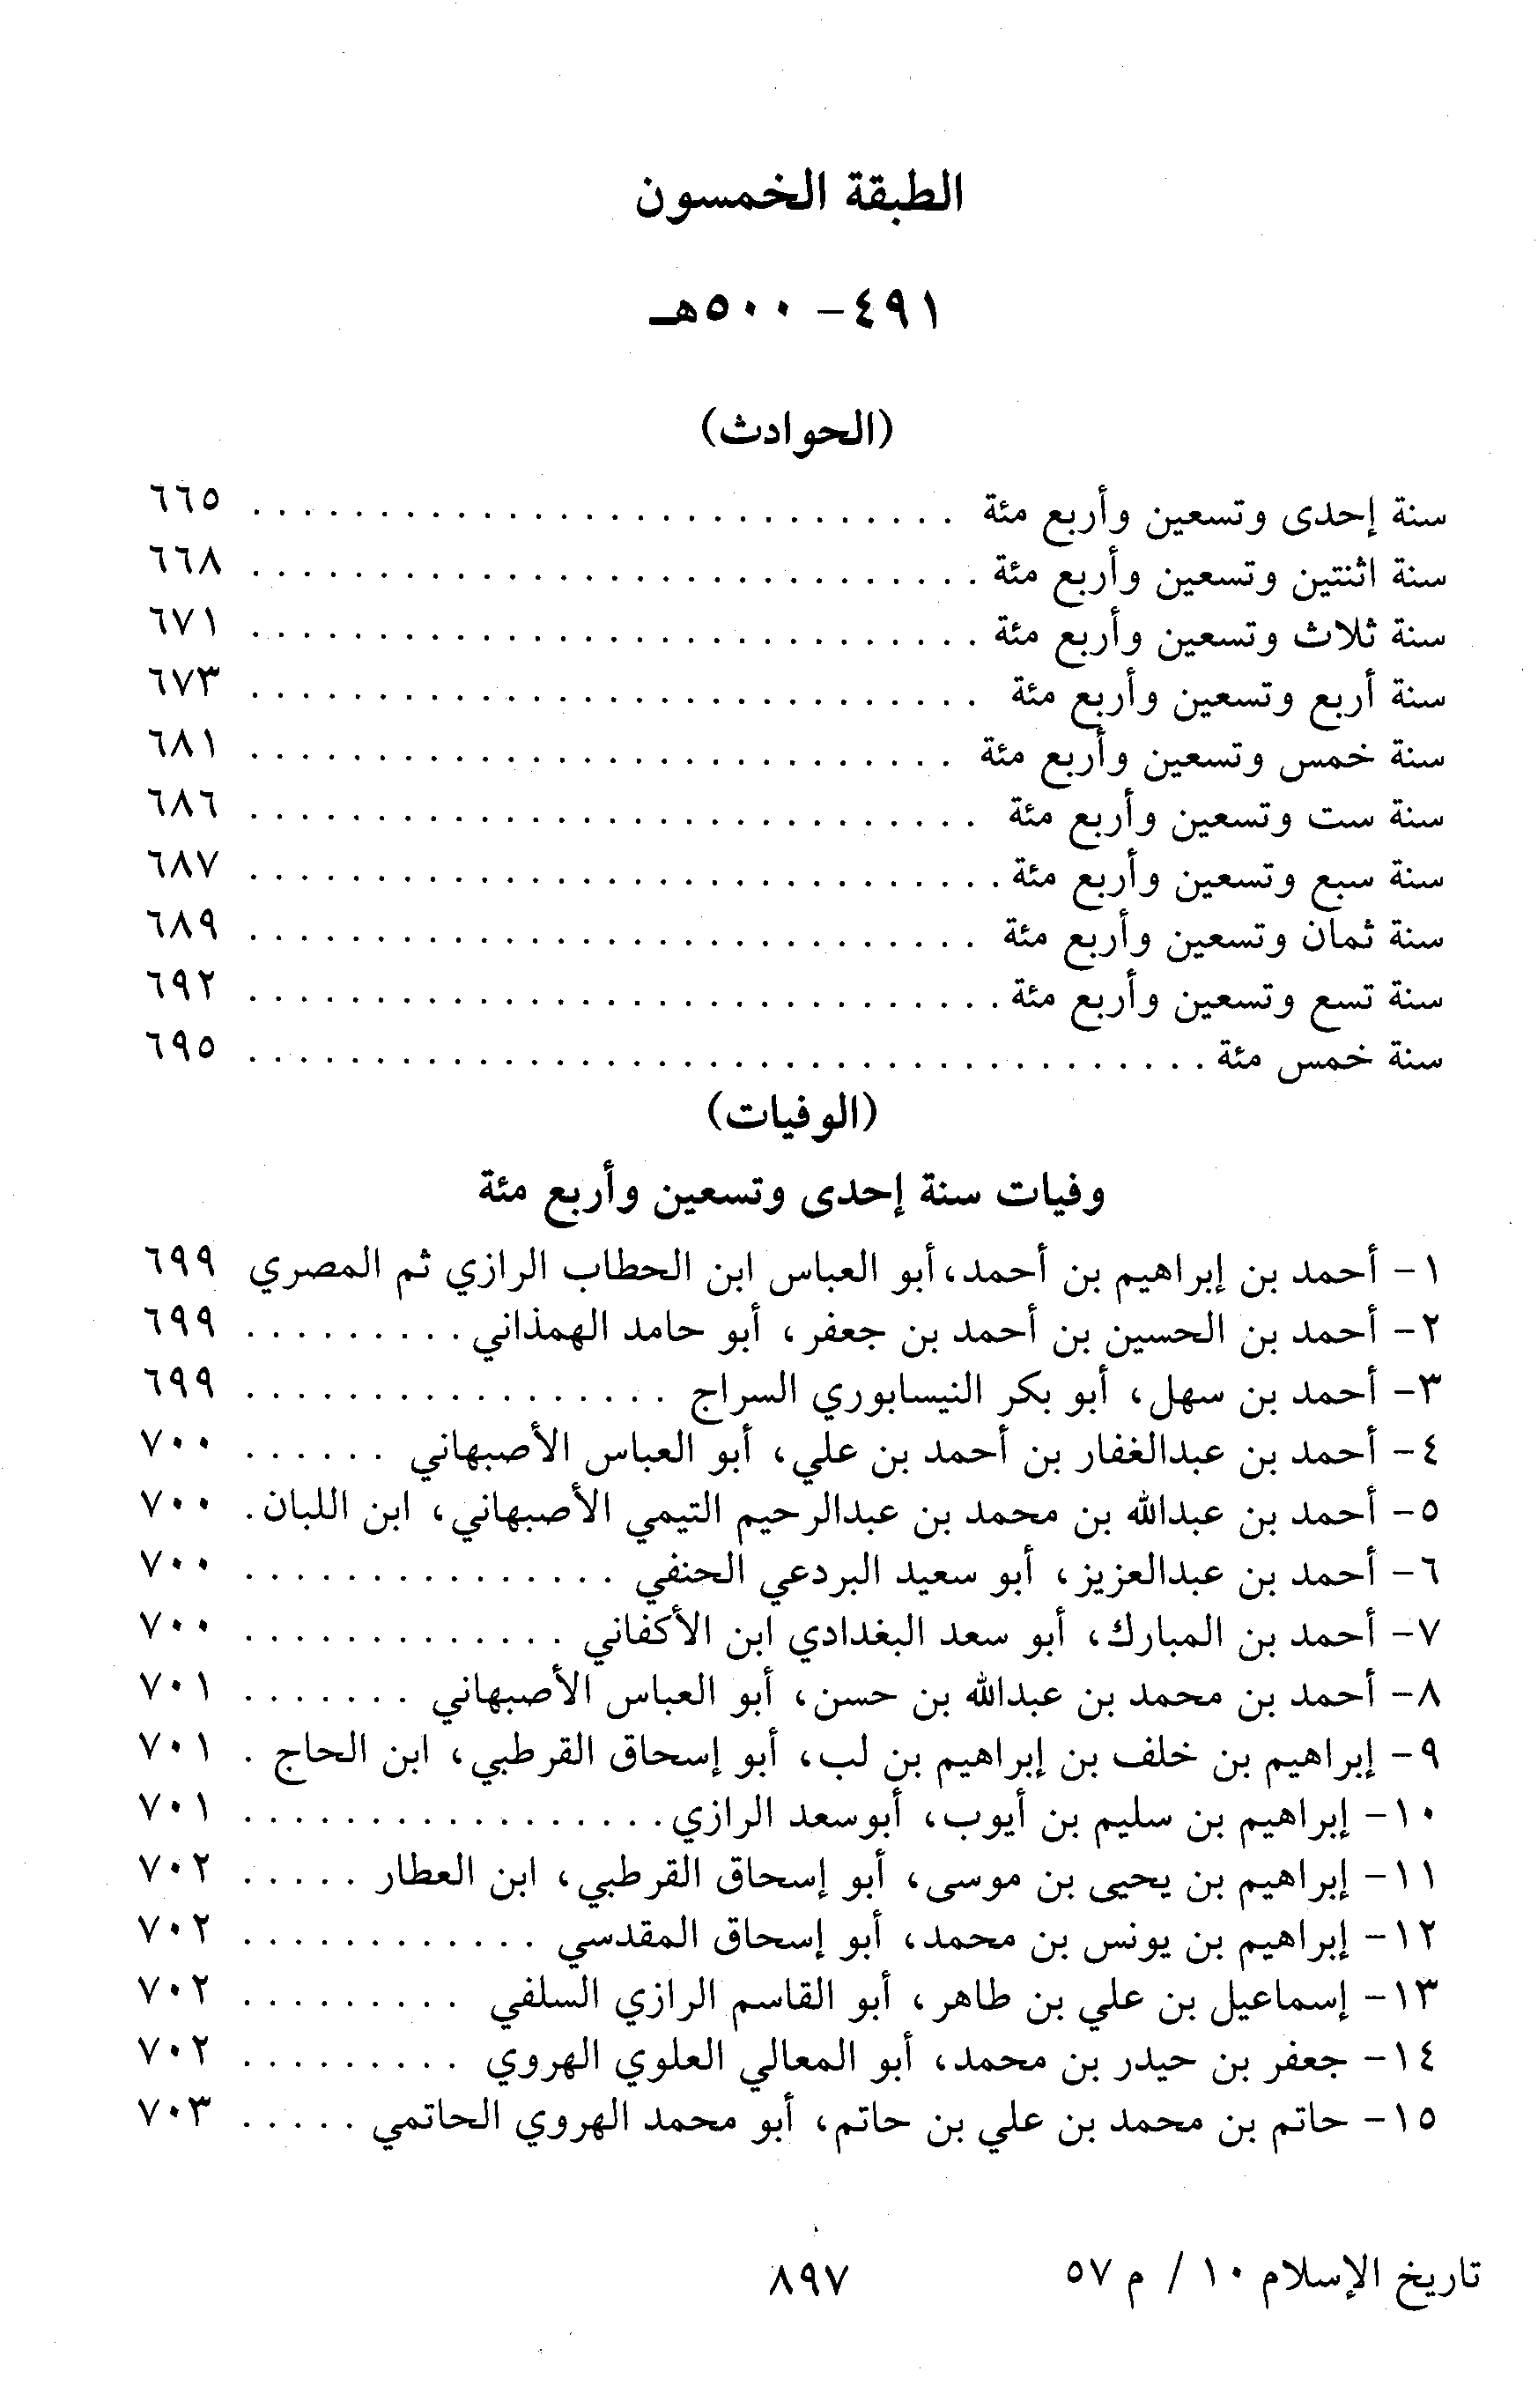 الطبقة الخمسون
٤٩١ - ٥٠٠هـ
(الحوادث)
سنة إحدى وتسعين وأربع مئة . . . . . . . . . . . . . . . . . . . . . . . . . . . . ٦٦٥
سنة اثنتين وتسعين وأربع مئة . . . . . . . . . . . . . . . . . . . . . . . . . . . . . ٦٦٨
سنة ثلاث وتسعين وأربع مئة . . . . . . . . . . . . . . . . . . . . . . . . . . . . . ٦٧١
سنة أربع وتسعين وأربع مئة . . . . . . . . . . . . . . . . . . . . . . . . . . . . . ٦٧٣
سنة خمس وتسعين وأربع مئة . . . . . . . . . . . . . . . . . . . . . . . . . . . . ٦٨١
سنة ست وتسعين وأربع مئة . . . . . . . . . . . . . . . . . . . . . . . . . . . . . ٦٨٦
سنة سبع وتسعين وأربع مئة . . . . . . . . . . . . . . . . . . . . . . . . . . . . . . ٦٨٧
سنة ثمان وتسعين وأربع مئة . . . . . . . . . . . . . . . . . . . . . . . . . . . . . ٦٨٩
سنة تسع وتسعين وأربع مئة . . . . . . . . . . . . . . . . . . . . . . . . . . . . . . ٦٩٢
سنة خمس مئة . . . . . . . . . . . . . . . . . . . . . . . . . . . . . . . . . . . . . . ٦٩٥
(الوفيات)
وفيات سنة إحدى وتسعين وأربع مئة
١ - أحمد بن إبراهيم بن أحمد، أبو العباس ابن الحطاب الرازي ثم المصري ٦٩٩
٢ - أحمد بن الحسين بن أحمد بن جعفر، أبو حامد الهمذاني . . . . . . . . . ٦٩٩
٣ - أحمد بن سهل، أبو بكر النيسابوري السراج . . . . . . . . . . . . . . . . . ٦٩٩
٤ - أحمد بن عبدالغفار بن أحمد بن علي، أبو العباس الأصبهاني . . . . . . ٧٠٠
٥ - أحمد بن عبدالله بن محمد بن عبدالرحيم التيمي الأصبهاني، ابن اللبان . ٧٠٠
٦ - أحمد بن عبدالعزيز، أبو سعيد البردعي الحنفي . . . . . . . . . . . . . . . ٧٠٠
٧ - أحمد بن المبارك، أبو سعد البغدادي ابن الأكفاني . . . . . . . . . . . . . ٧٠٠
٨ - أحمد بن محمد بن عبدالله بن حسن، أبو العباس الأصبهاني . . . . . . . ٧٠١
٩ - إبراهيم بن خلف بن إبراهيم بن لب، أبو إسحاق القرطبي، ابن الحاج . ٧٠١
١٠ - إبراهيم بن سليم بن أيوب، أبوسعد الرازي . . . . . . . . . . . . . . . . . ٧٠١
١١ - إبراهيم بن يحيى بن موسى، أبو إسحاق القرطبي، ابن العطار . . . . . ٧٠٢
١٢ - إبراهيم بن يونس بن محمد، أبو إسحاق المقدسي . . . . . . . . . . . . ٧٠٢
١٣ - إسماعيل بن علي بن طاهر، أبو القاسم الرازي السلفي . . . . . . . . . ٧٠٢
١٤ - جعفر بن حيدر بن محمد، أبو المعالي العلوي الهروي . . . . . . . . . ٧٠٢
١٥ - حاتم بن محمد بن علي بن حاتم، أبو محمد الهروي الحاتمي . . . . . ٧٠٣
تاريخ الإسلام ١٠ / م ٥٧
٨٩٧